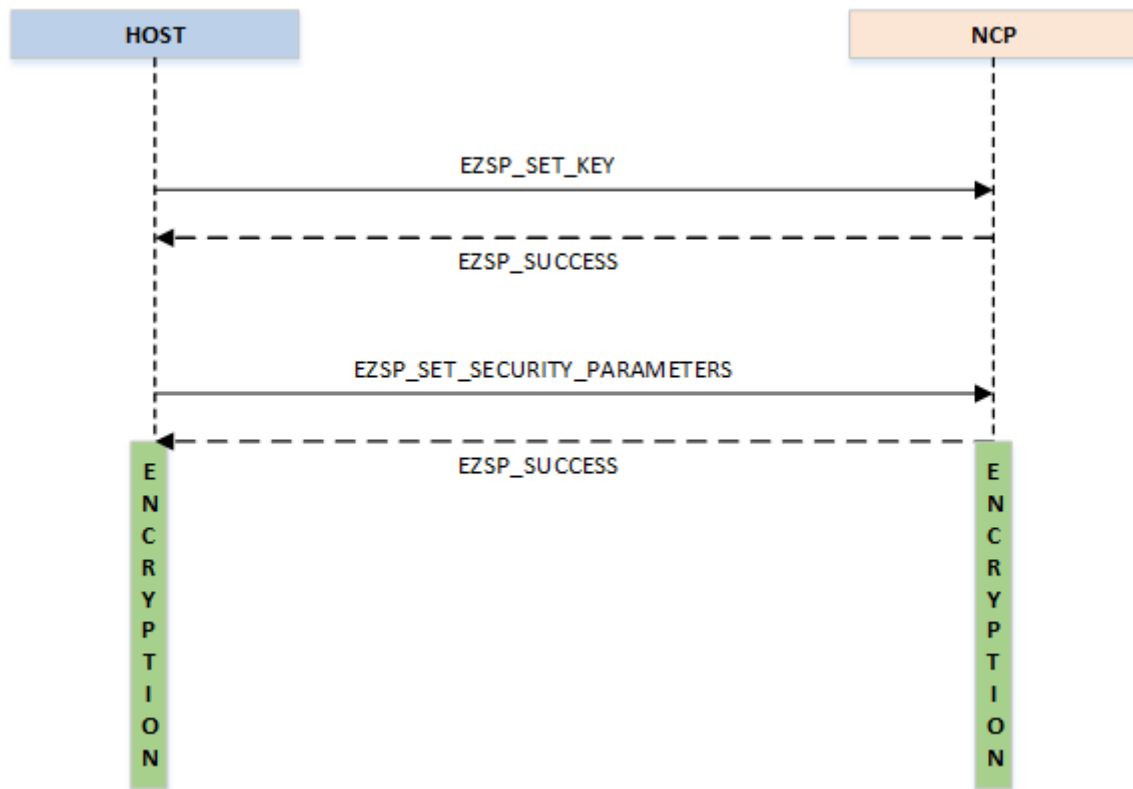 HOST
NCP
EZSP_SET_KEY
EZSP_SUCCESS
EZSP_SET_SECURITY_PARAMETERS
EZSP_SUCCESS
ENCRYPTION
ENCRYPTION